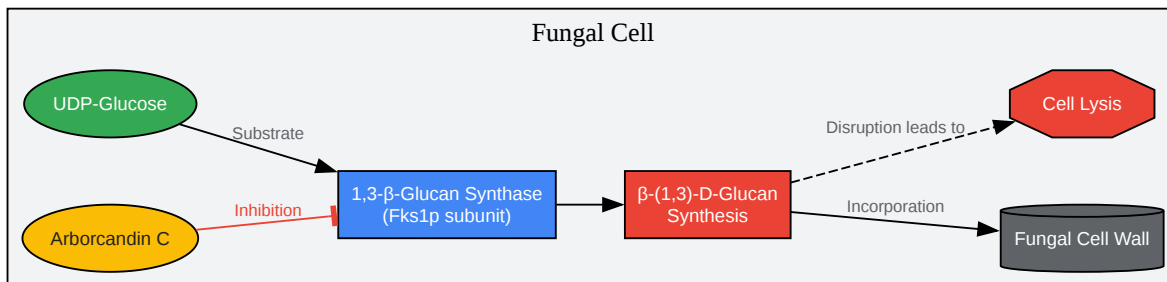 Fungal Cell
UDP-Glucose
Substrate
Arborcandin C
Inhibition
1,3-β-Glucan Synthase
(Fks1p subunit)
β-(1,3)-D-Glucan
Synthesis
Disruption leads to
Cell Lysis
Incorporation
Fungal Cell Wall